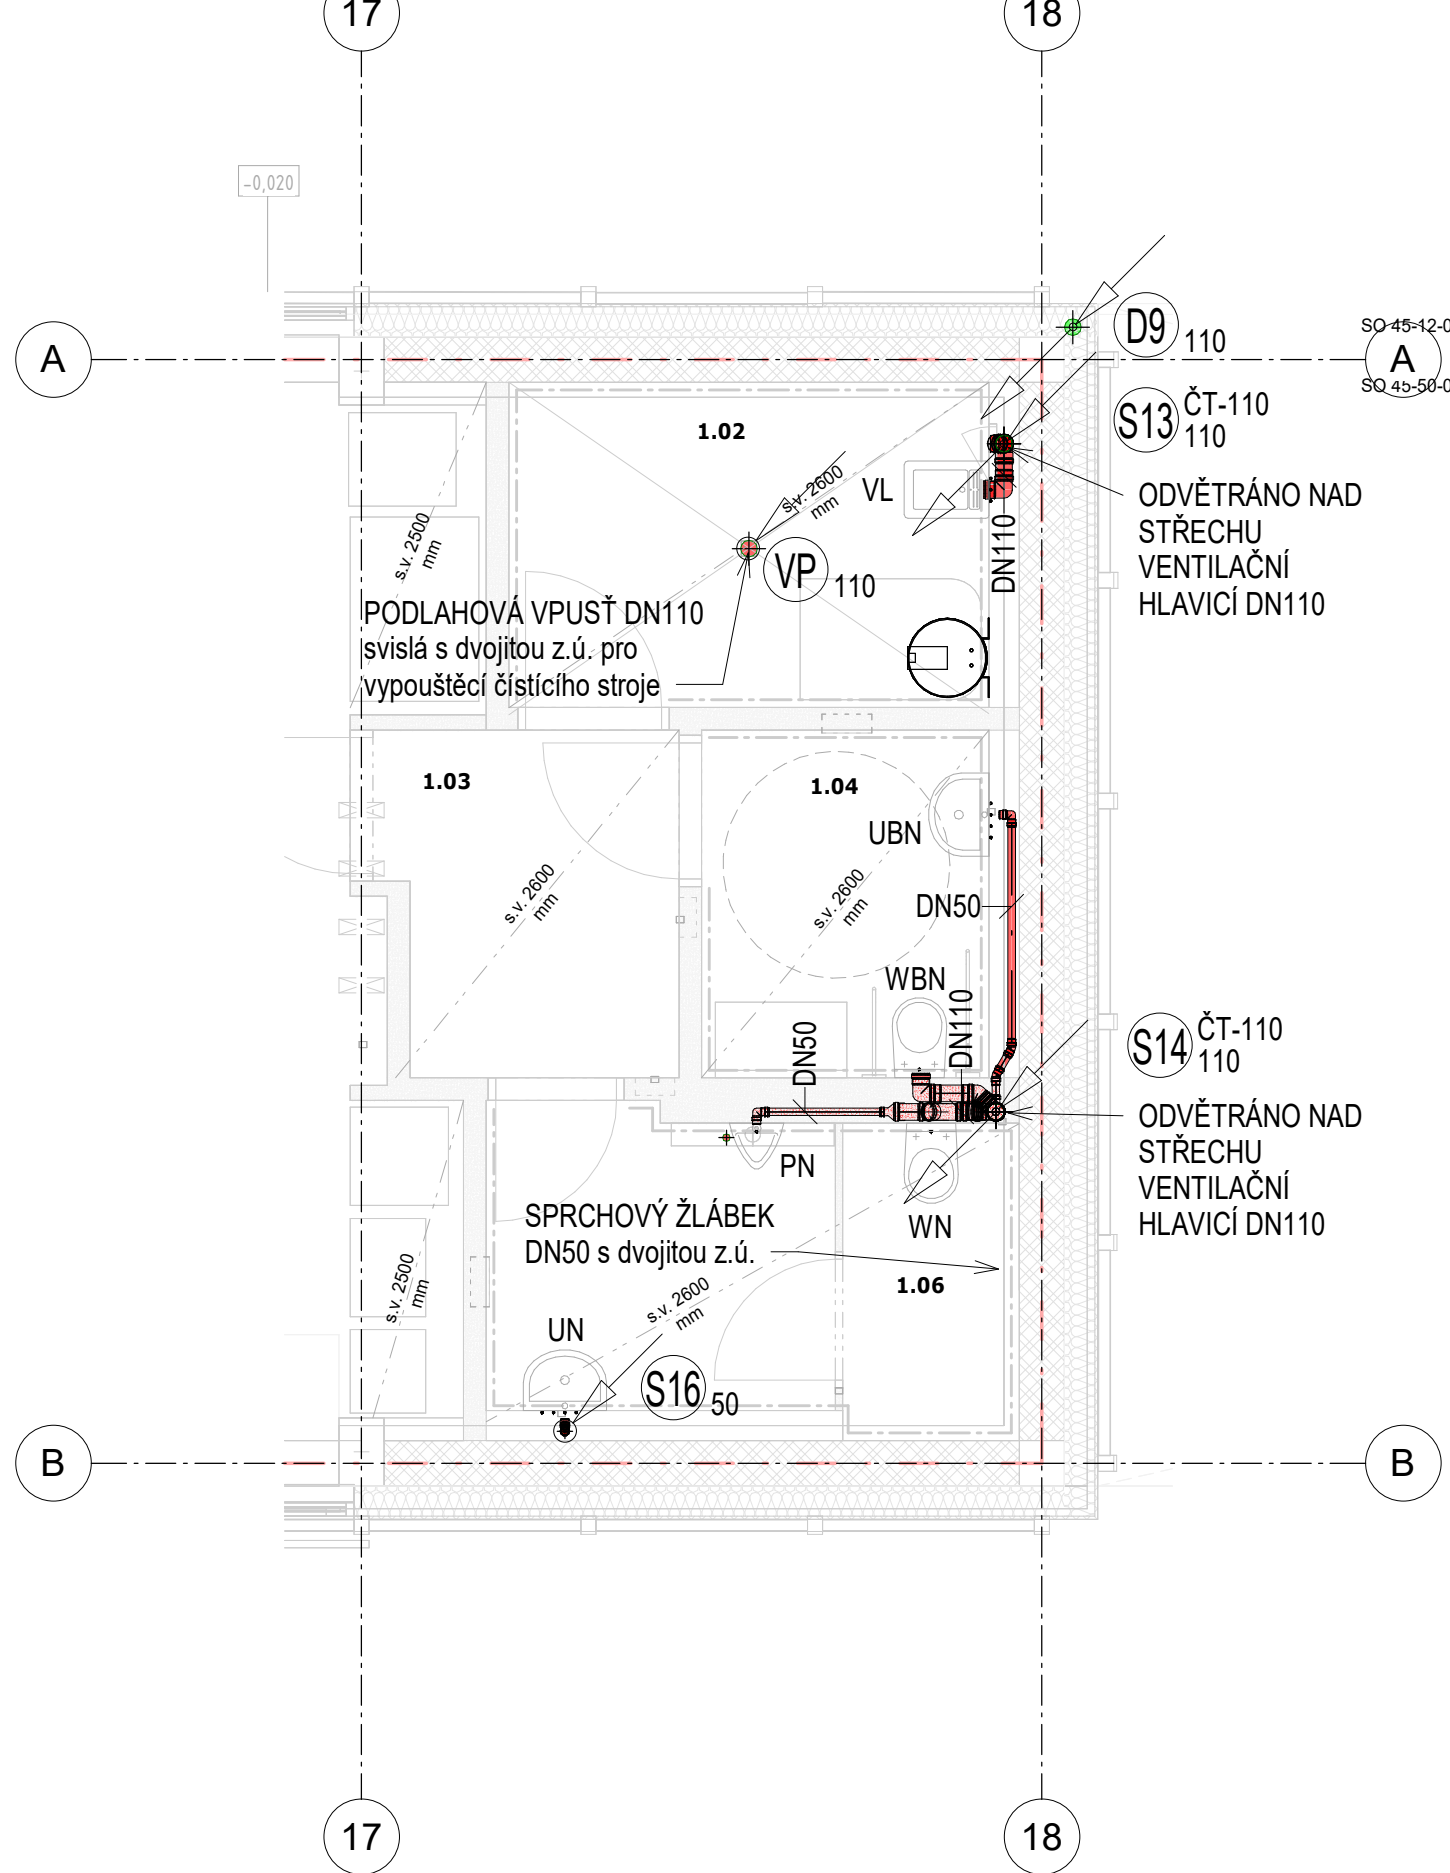 17
18
-0,020
D9
110
SO 45-12-0
A
A
SO 45-50-0
S13
ČT-110
110
1.02
VL
s.v. 2600
mm
s.v. 2500
mm
DN110
ODVĚTRÁNO NAD
STŘECHU
VENTILAČNÍ
HLAVICÍ DN110
VP
110
PODLAHOVÁ VPUSŤ DN110
svislá s dvojitou z.ú. pro
vypouštěcí čístícího stroje
1.03
1.04
UBN
s.v. 2600
mm
s.v. 2600
mm
DN50
WBN
DN110
DN50
S14
ČT-110
110
ODVĚTRÁNO NAD
STŘECHU
VENTILAČNÍ
HLAVICÍ DN110
PN
WN
SPRCHOVÝ ŽLÁBEK
DN50 s dvojitou z.ú.
1.06
s.v. 2500
mm
s.v. 2600
mm
UN
S16
50
B
B
17
18